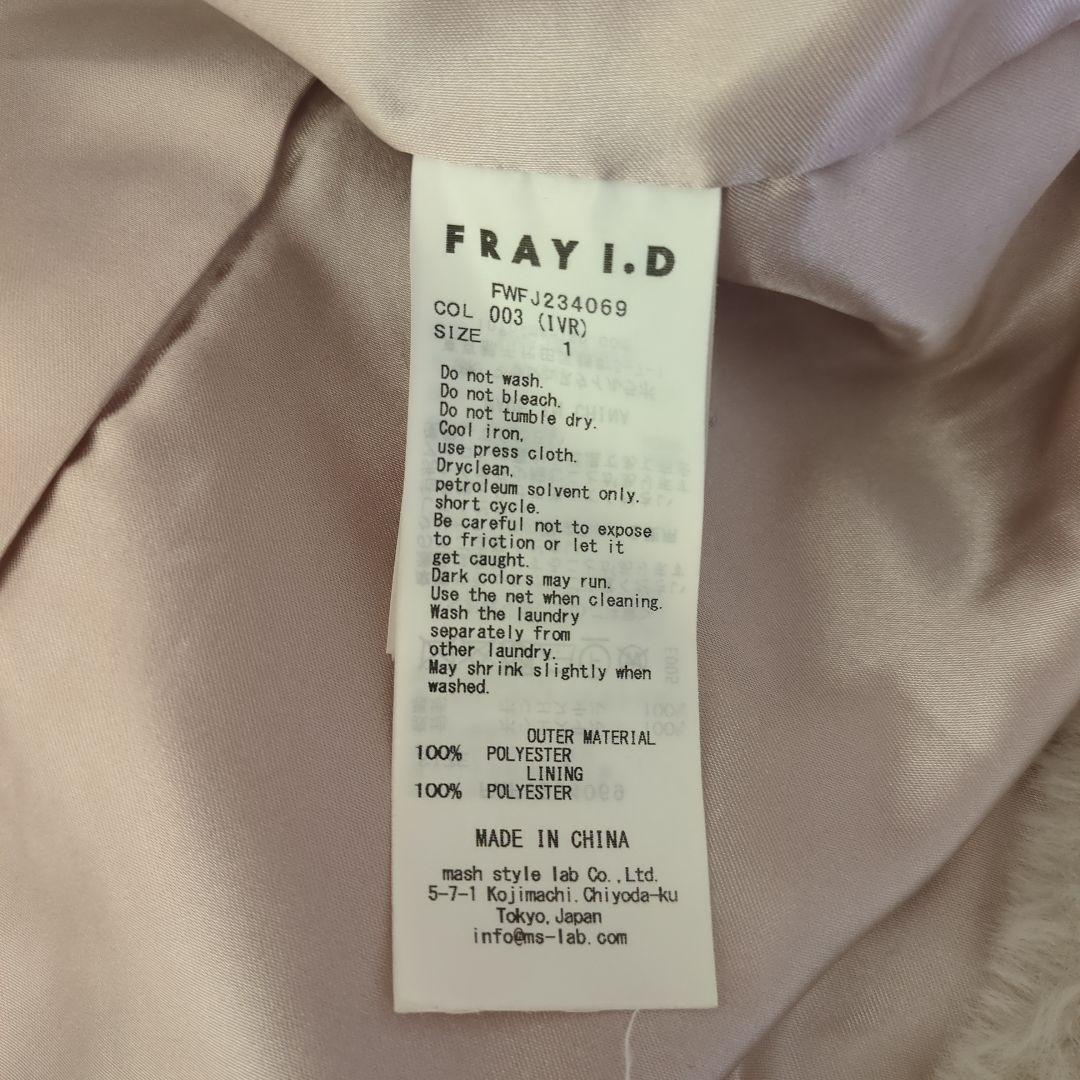 FRAY I.D
FWFJ234069
COL 003 (IVR)
SIZE 1
Do not wash.
Do not bleach.
Do not tumble dry.
Cool iron,
use press cloth.
Dryclean,
petroleum solvent only.
short cycle.
Be careful not to expose
to friction or let it
get caught.
Dark colors may run.
Use the net when cleaning.
Wash the laundry
separately from
other laundry.
May shrink slightly when
washed.
OUTER MATERIAL
100% POLYESTER
LINING
100% POLYESTER
MADE IN CHINA
mash style lab Co.,Ltd.
5-7-1 Kojimachi.Chiyoda-ku
Tokyo,Japan
info@ms-lab.com